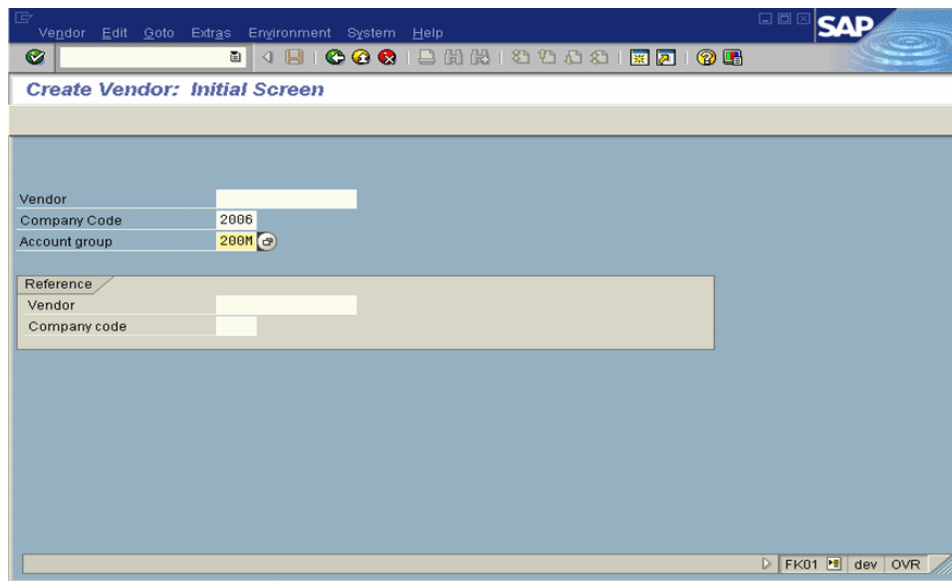 Vendor Edit Goto Extras Environment System Help
SAP
Create Vendor: Initial Screen
Vendor
Company Code 2006
Account group 200M
Reference
Vendor
Company code
FK01 dev OVR